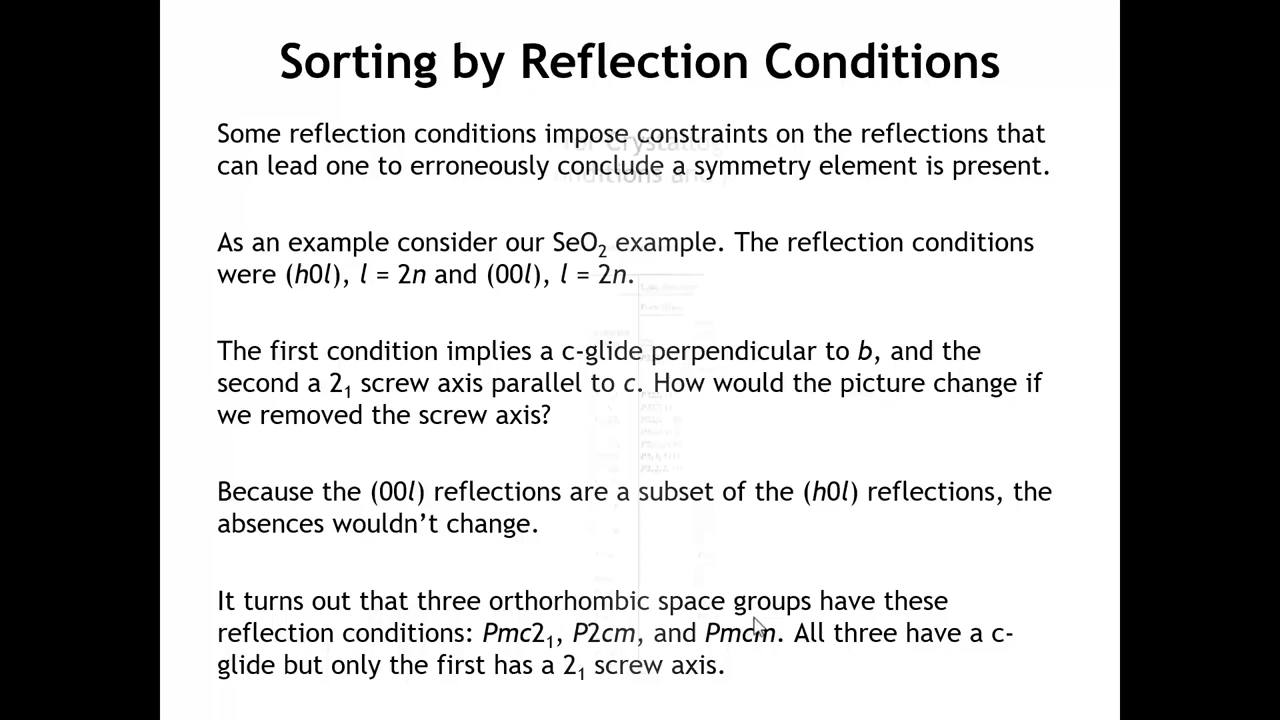 Sorting by Reflection Conditions
Some reflection conditions impose constraints on the reflections that
can lead one to erroneously conclude a symmetry element is present.
As an example consider our SeO₂ example. The reflection conditions
were (h0l), l = 2n and (00l), l = 2n.
The first condition implies a c-glide perpendicular to b, and the
second a 2₁ screw axis parallel to c. How would the picture change if
we removed the screw axis?
Because the (00l) reflections are a subset of the (h0l) reflections, the
absences wouldn’t change.
It turns out that three orthorhombic space groups have these
reflection conditions: Pmc2₁, P2cm, and Pmcm. All three have a c-
glide but only the first has a 2₁ screw axis.